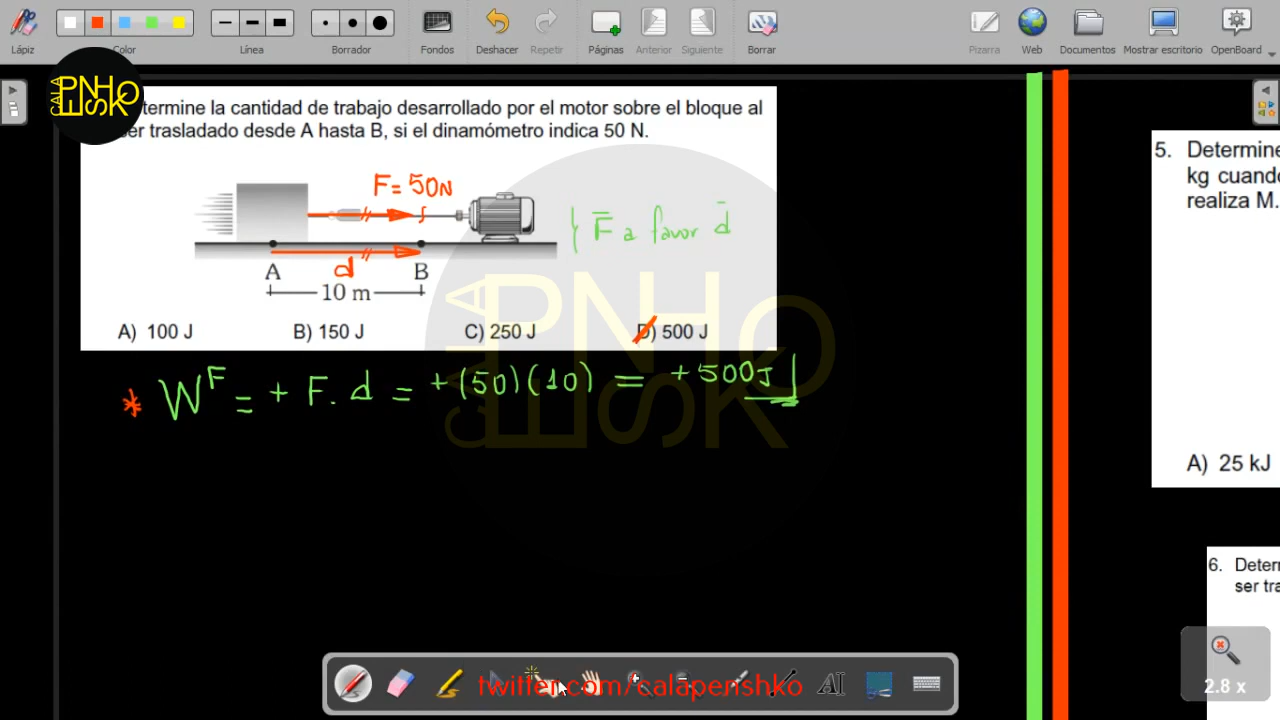 Lápiz Color Línea Borrador Fondos Deshacer Repetir Páginas Anterior Siguiente Borrar Pizarra Web Documentos Mostrar escritorio OpenBoard
CALA PENSHKO
termine la cantidad de trabajo desarrollado por el motor sobre el bloque al
er trasladado desde A hasta B, si el dinamómetro indica 50 N.
F = 50N
F a favor d
d
A B
10 m
A) 100 J B) 150 J C) 250 J D) 500 J
* W^F = + F. d = +(50)(10) = +500J
5. Determine
kg cuando
realiza M.
A) 25 kJ
6. Deter
ser tra
twitter.com/calapenshko
2.8 x